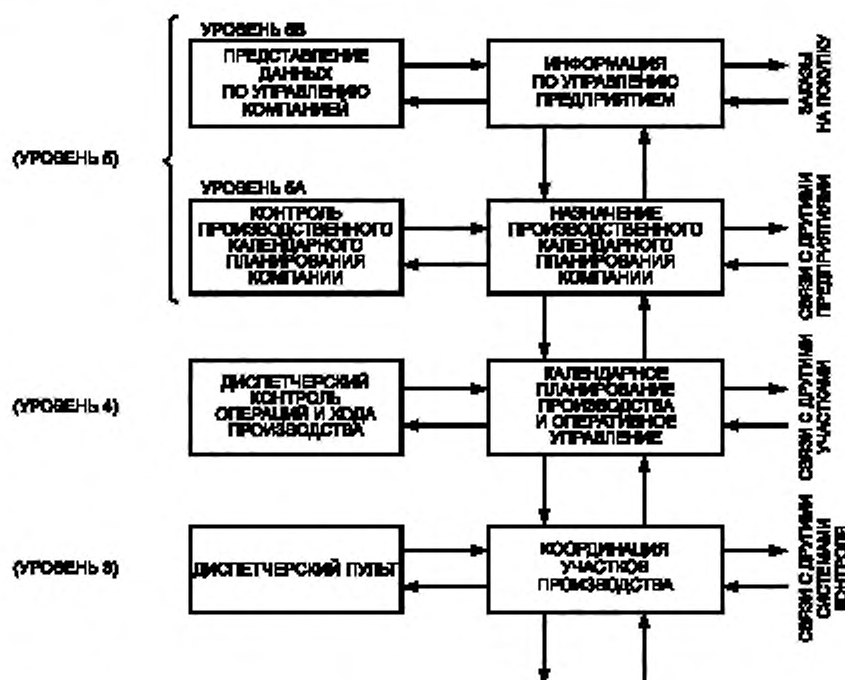 УРОВЕНЬ 5В
ПРЕДСТАВЛЕНИЕ
ДАННЫХ
ПО УПРАВЛЕНИЮ
КОМПАНИЕЙ
ИНФОРМАЦИЯ
ПО УПРАВЛЕНИЮ
ПРЕДПРИЯТИЕМ
ЗАКАЗЫ
НА ПОКУПКУ
(УРОВЕНЬ 5)
УРОВЕНЬ 5А
КОНТРОЛЬ
ПРОИЗВОДСТВЕННОГО
КАЛЕНДАРНОГО
ПЛАНИРОВАНИЯ
КОМПАНИИ
НАЗНАЧЕНИЕ
ПРОИЗВОДСТВЕННОГО
КАЛЕНДАРНОГО
ПЛАНИРОВАНИЯ
КОМПАНИИ
СВЯЗИ С ДРУГИМИ
ПРЕДПРИЯТИЯМИ
(УРОВЕНЬ 4)
ДИСПЕТЧЕРСКИЙ
КОНТРОЛЬ
ОПЕРАЦИЙ И ХОДА
ПРОИЗВОДСТВА
КАЛЕНДАРНОЕ
ПЛАНИРОВАНИЕ
ПРОИЗВОДСТВА
И ОПЕРАТИВНОЕ
УПРАВЛЕНИЕ
СВЯЗИ С ДРУГИМИ
УЧАСТКАМИ
(УРОВЕНЬ 3)
ДИСПЕТЧЕРСКИЙ ПУЛЬТ
КООРДИНАЦИЯ
УЧАСТКОВ
ПРОИЗВОДСТВА
СВЯЗИ С ДРУГИМИ
СИСТЕМАМИ
КОНТРОЛЯ